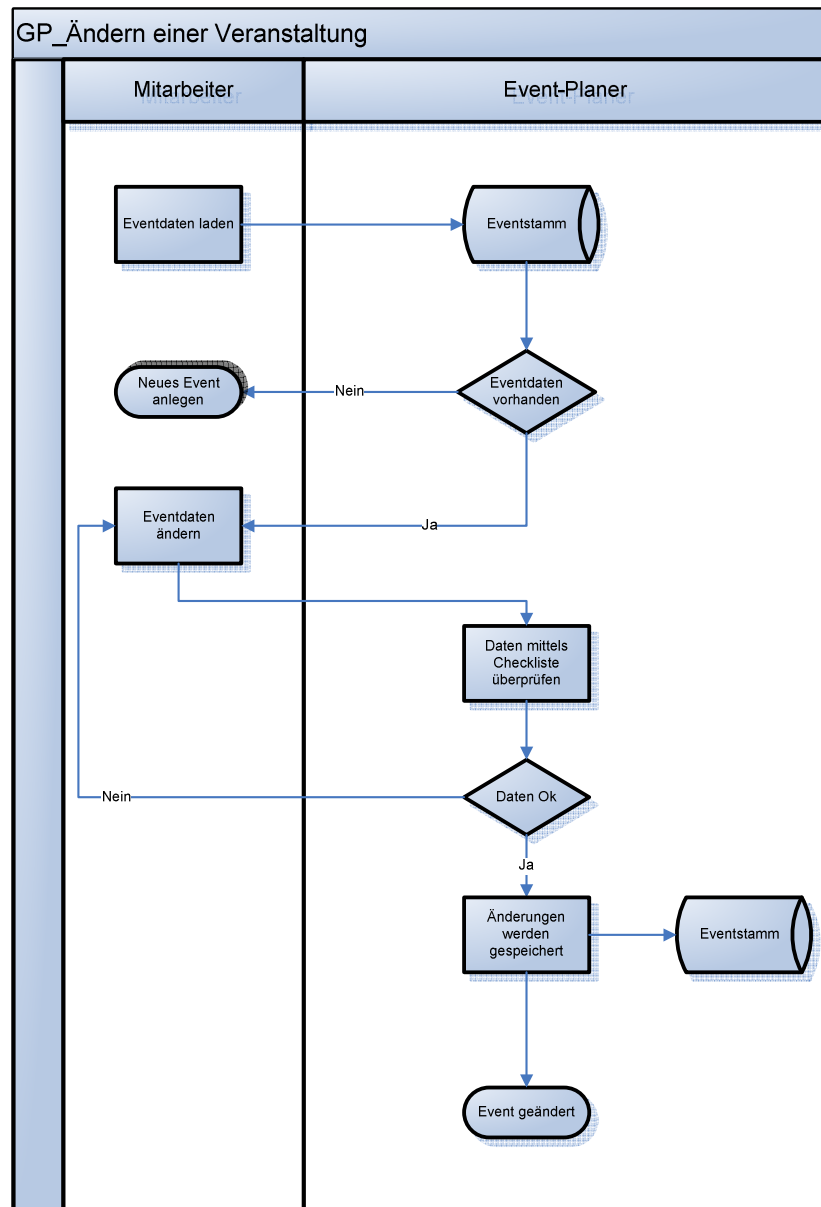 GP_Ändern einer Veranstaltung
Mitarbeiter
Event-Planer
Eventdaten laden
Eventstamm
Neues Event
anlegen
Nein
Eventdaten
vorhanden
Eventdaten
ändern
Ja
Daten mittels
Checkliste
überprüfen
Nein
Daten Ok
Ja
Änderungen
werden
gespeichert
Eventstamm
Event geändert